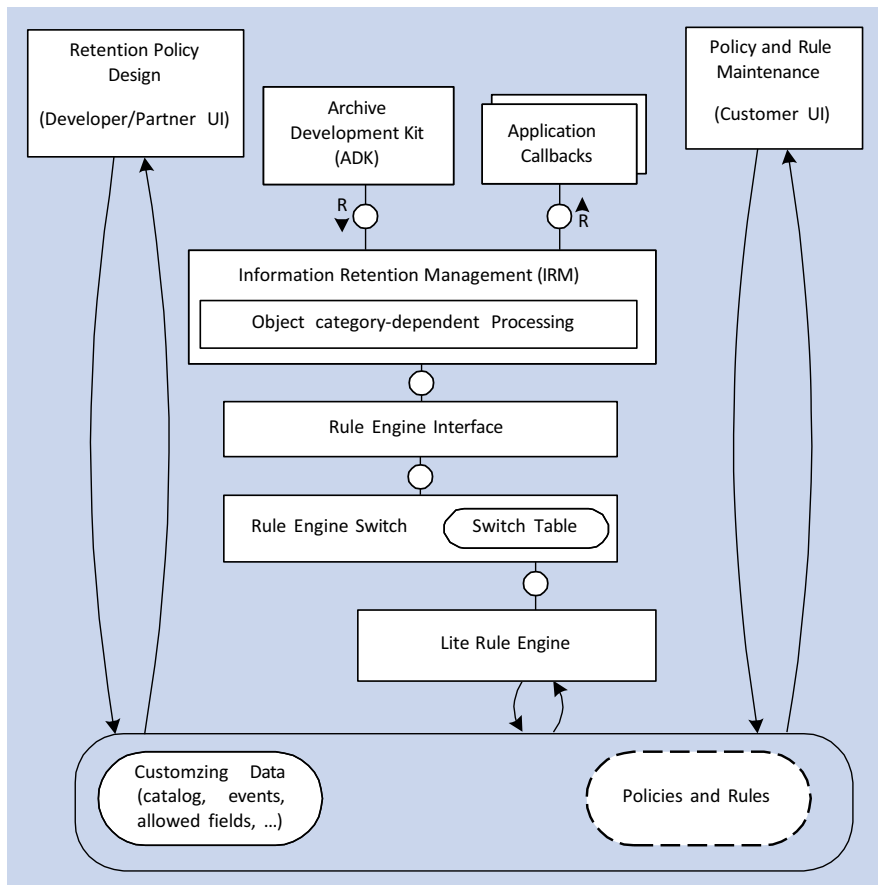 Retention Policy
Design
(Developer/Partner UI)
Archive
Development Kit
(ADK)
Application
Callbacks
Policy and Rule
Maintenance
(Customer UI)
R
R
Information Retention Management (IRM)
Object category-dependent Processing
Rule Engine Interface
Rule Engine Switch
Switch Table
Lite Rule Engine
Customzing Data
(catalog, events,
allowed fields, ...)
Policies and Rules